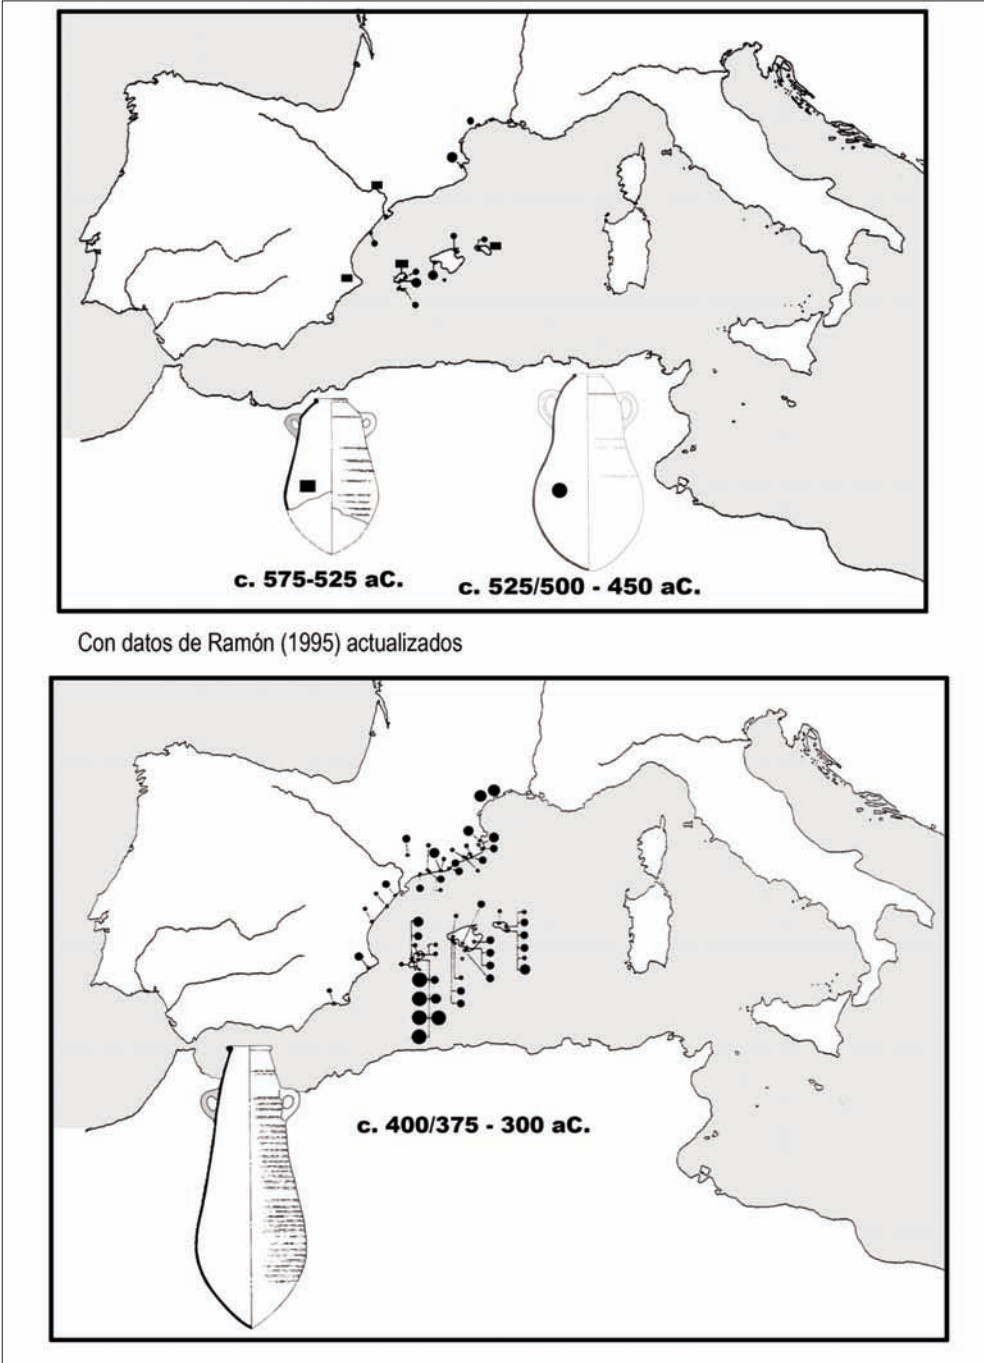 c. 575-525 aC.
c. 525/500 - 450 aC.
Con datos de Ramón (1995) actualizados
c. 400/375 - 300 aC.